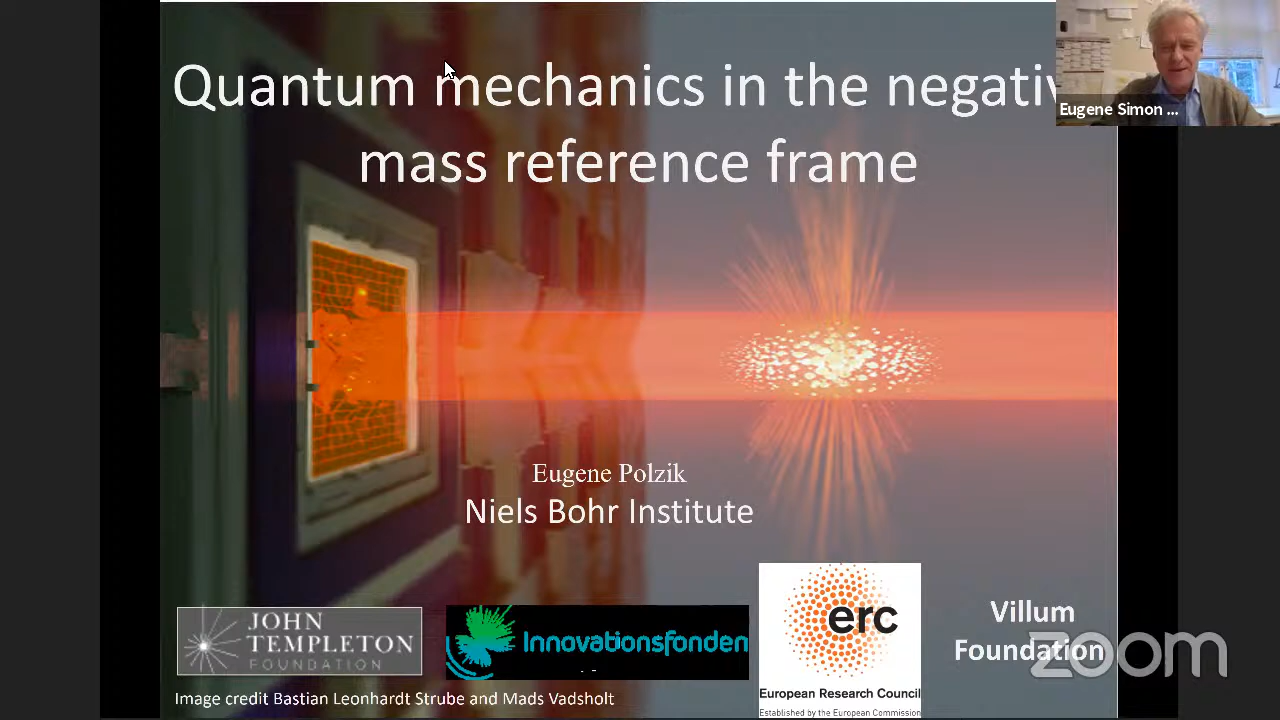 Quantum mechanics in the negativ
mass reference frame
Eugene Simon ...
Eugene Polzik
Niels Bohr Institute
JOHN
TEMPLETON
FOUNDATION
Innovationsfonden
erc
European Research Council
Established by the European Commission
Villum
Foundation
zoom
Image credit Bastian Leonhardt Strube and Mads Vadsholt